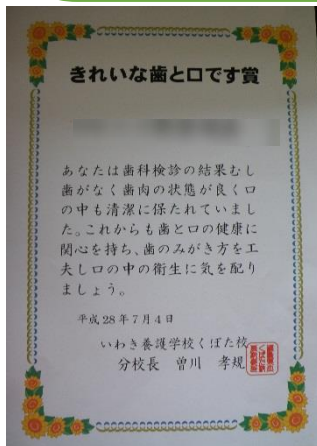 きれいな歯と口です賞
あなたは歯科検診の結果むし
歯がなく歯肉の状態が良く口
の中も清潔に保たれていまし
た。これからも歯と口の健康に
関心を持ち、歯のみがき方を工
夫し口の中の衛生に気を配り
ましょう。
平成28年7月4日
いわき養護学校くぼた校
分校長 曽川 孝規